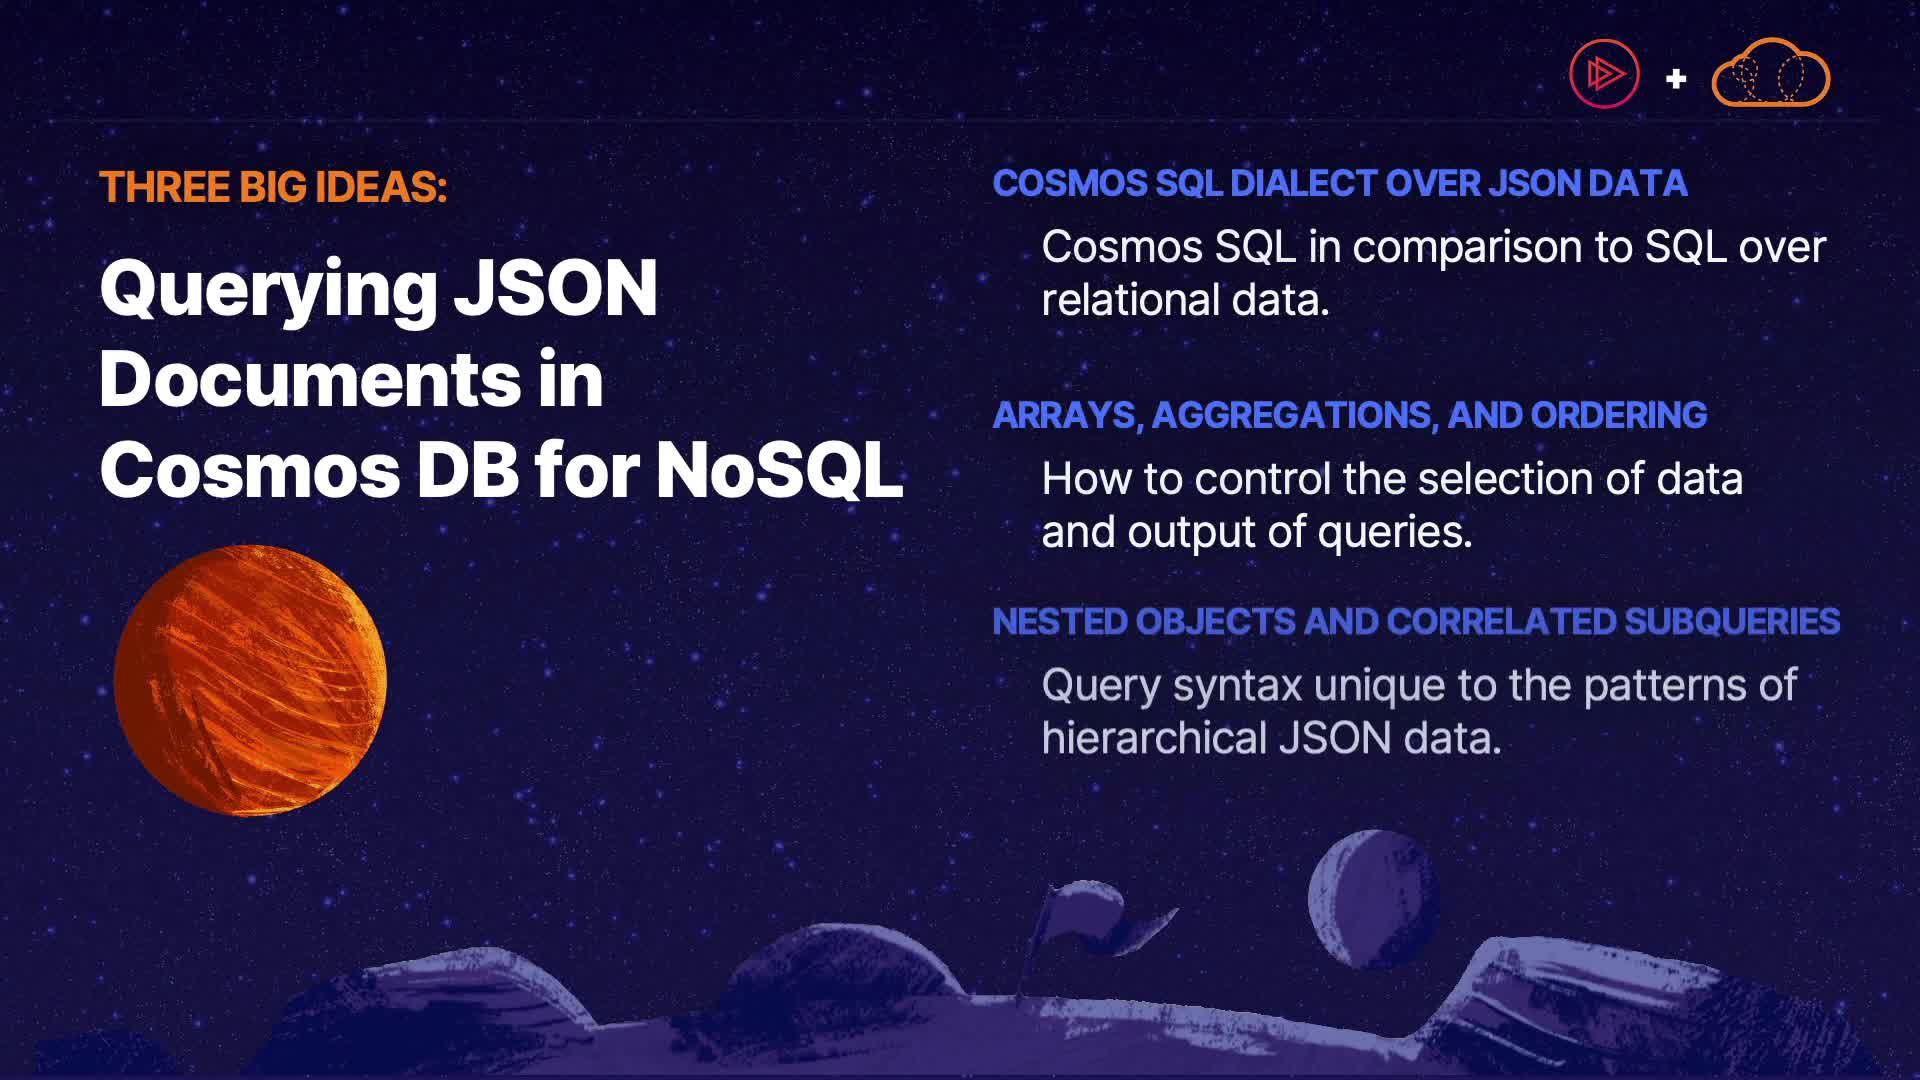 THREE BIG IDEAS:
Querying JSON
Documents in
Cosmos DB for NoSQL
+
COSMOS SQL DIALECT OVER JSON DATA
Cosmos SQL in comparison to SQL over
relational data.
ARRAYS, AGGREGATIONS, AND ORDERING
How to control the selection of data
and output of queries.
NESTED OBJECTS AND CORRELATED SUBQUERIES
Query syntax unique to the patterns of
hierarchical JSON data.